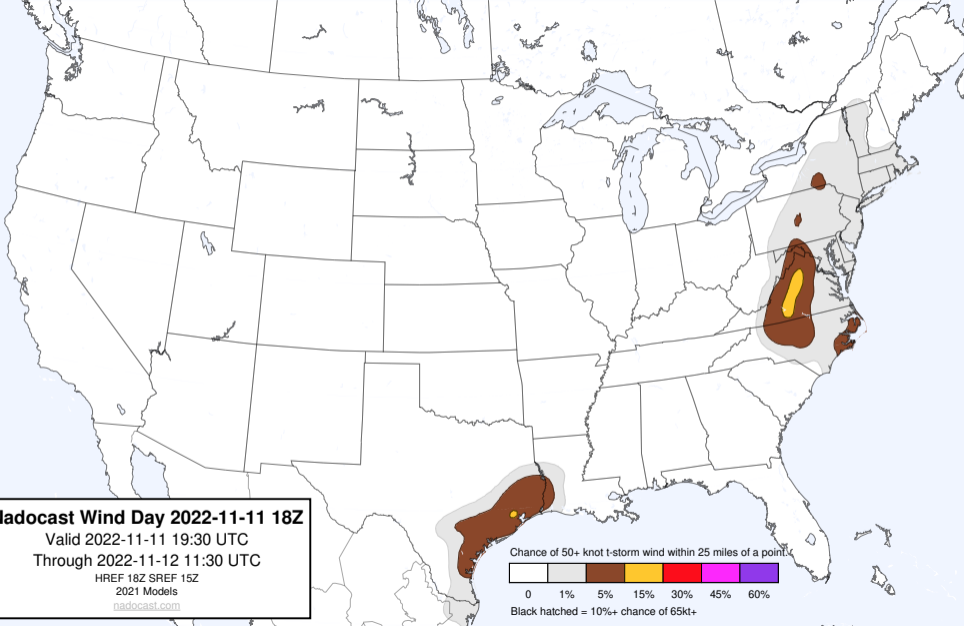 adocast Wind Day 2022-11-11 18Z
Valid 2022-11-11 19:30 UTC
Through 2022-11-12 11:30 UTC
HREF 18Z SREF 15Z
2021 Models
nadocast.com
Chance of 50+ knot t-storm wind within 25 miles of a point.
0 1% 5% 15% 30% 45% 60%
Black hatched = 10%+ chance of 65kt+